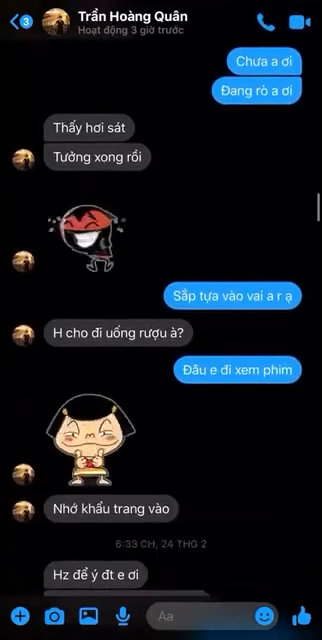 3
Trần Hoàng Quân
Hoạt động 3 giờ trước
Chưa a ơi
Đang rò a ơi
Thấy hơi sát
Tưởng xong rồi
Sắp tựa vào vai a r ạ
H cho đi uống rượu à?
Đâu e đi xem phim
Nhớ khẩu trang vào
6:33 CH, 24 THG 2
Hz để ý đt e ơi
Aa